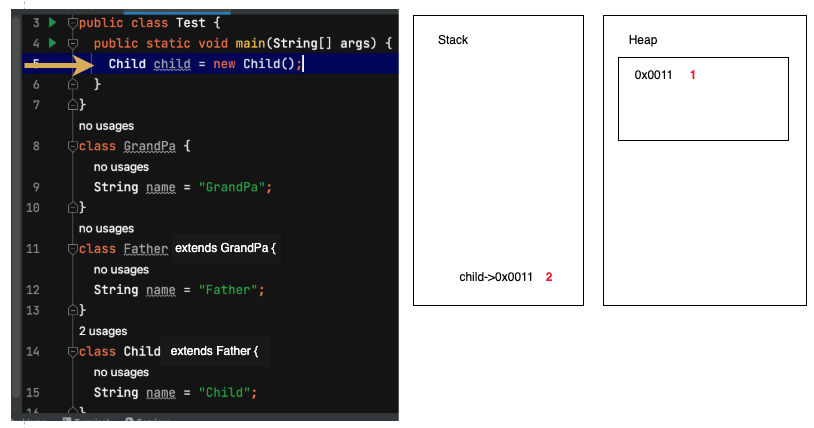 3 public class Test {
4 public static void main(String[] args) {
5 Child child = new Child();
6 }
7 }
no usages
8 class GrandPa {
no usages
9 String name = "GrandPa";
10 }
no usages
11 class Father extends GrandPa {
no usages
12 String name = "Father";
13 }
2 usages
14 class Child extends Father {
no usages
15 String name = "Child";
16 }
Terminal
Services
Stack
child->0x0011 2
Heap
0x0011 1